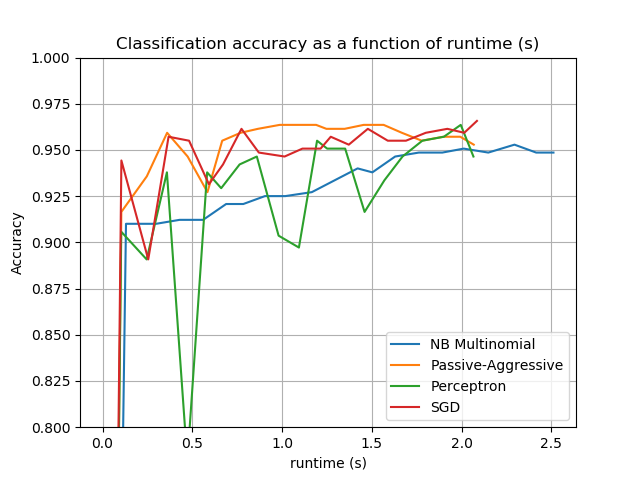 Classification accuracy as a function of runtime (s)
1.000
0.975
0.950
0.925
0.900
0.875
0.850
0.825
0.800
Accuracy
NB Multinomial
Passive-Aggressive
Perceptron
SGD
0.0 0.5 1.0 1.5 2.0 2.5
runtime (s)